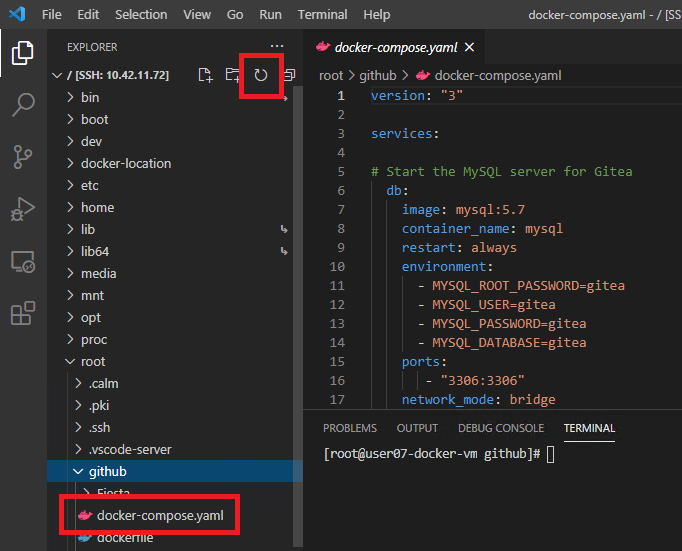 File Edit Selection View Go Run Terminal Help docker-compose.yaml - / [SSH
EXPLORER
/ [SSH: 10.42.11.72]
bin
boot
dev
docker-location
etc
home
lib
lib64
media
mnt
opt
proc
root
.calm
.pki
.ssh
.vscode-server
github
Fiesta
docker-compose.yaml
dockerfile
docker-compose.yaml
root > github > docker-compose.yaml
1 version: "3"
2
3 services:
4
5 # Start the MySQL server for Gitea
6 db:
7 image: mysql:5.7
8 container_name: mysql
9 restart: always
10 environment:
11 - MYSQL_ROOT_PASSWORD=gitea
12 - MYSQL_USER=gitea
13 - MYSQL_PASSWORD=gitea
14 - MYSQL_DATABASE=gitea
15 ports:
16 - "3306:3306"
17 network_mode: bridge
PROBLEMS OUTPUT DEBUG CONSOLE TERMINAL
[root@user07-docker-vm github]#